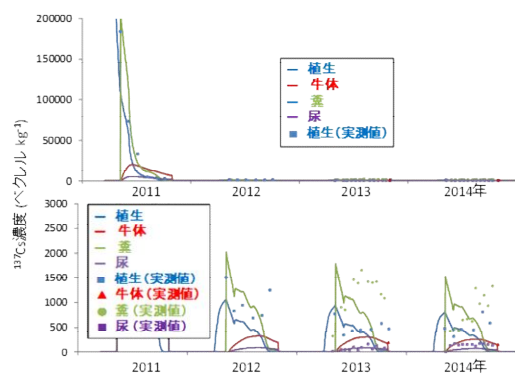 200000
150000
100000
50000
0
植生
牛体
糞
尿
植生(実測値)
2011 2012 2013 2014年
¹³⁷Cs濃度 (ベクレル kg⁻¹)
3000
2500
2000
1500
1000
500
0
植生
牛体
糞
尿
植生(実測値)
牛体(実測値)
糞(実測値)
尿(実測値)
2011 2012 2013 2014年